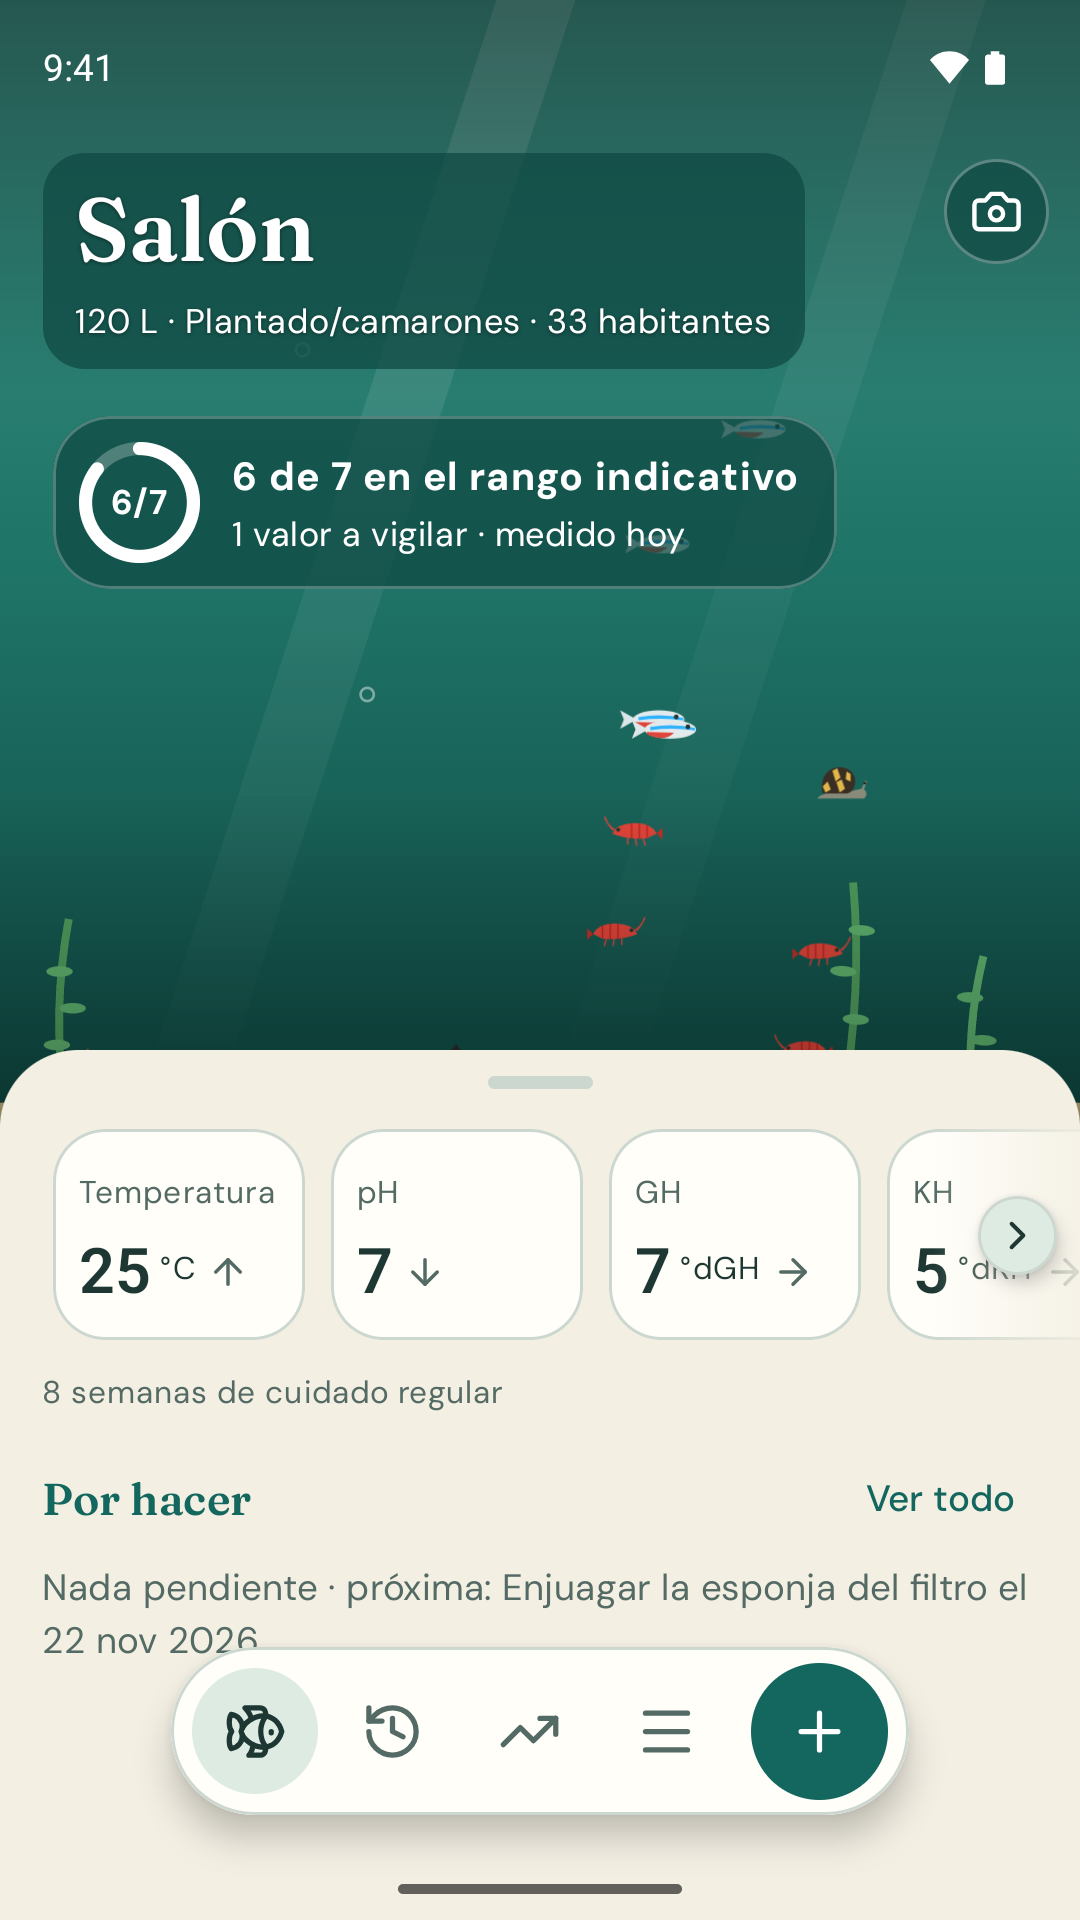 9:41
Salón
120 L · Plantado/camarones · 33 habitantes
6/7
6 de 7 en el rango indicativo
1 valor a vigilar · medido hoy
Temperatura
25 °C
pH
7
GH
7 °dGH
KH
5 °dKH
8 semanas de cuidado regular
Por hacer
Ver todo
Nada pendiente · próxima: Enjuagar la esponja del filtro el
22 nov 2026